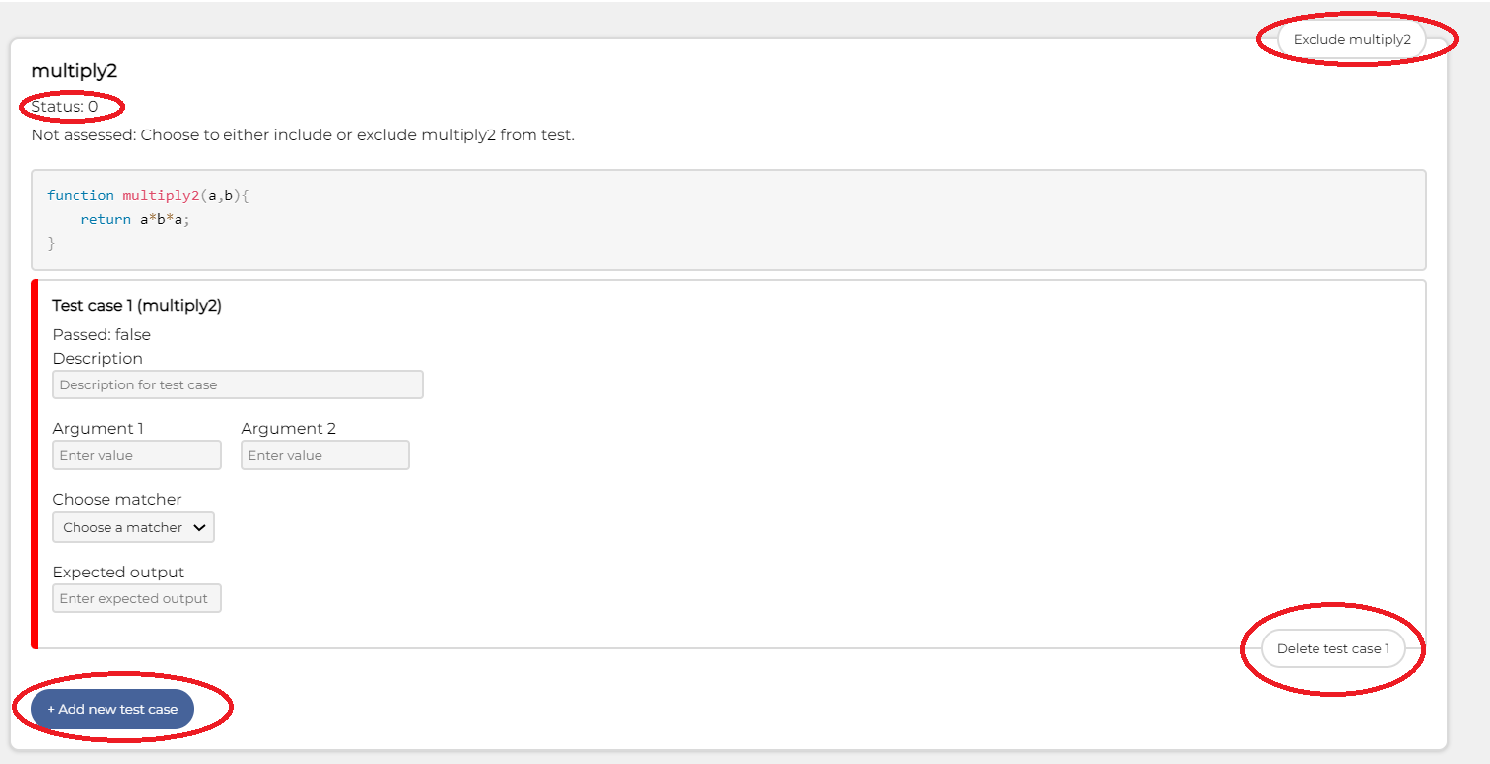 Exclude multiply2
multiply2
Status: 0
Not assessed: Choose to either include or exclude multiply2 from test.
function multiply2(a,b){
    return a*b*a;
}
Test case 1 (multiply2)
Passed: false
Description
Description for test case
Argument 1 Argument 2
Enter value Enter value
Choose matcher
Choose a matcher
Expected output
Enter expected output
Delete test case 1
+ Add new test case